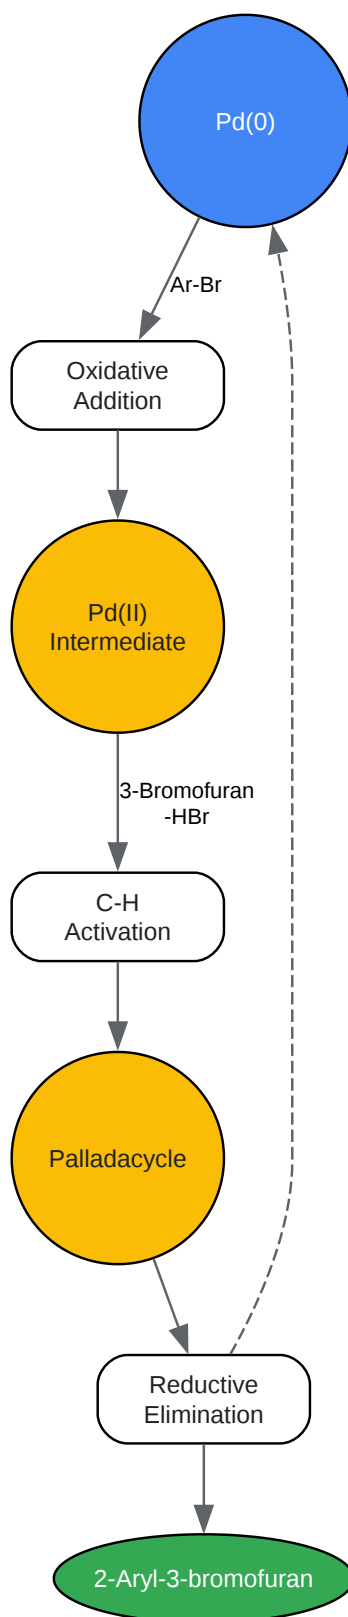 Pd(0)
Ar-Br
Oxidative
Addition
Pd(II)
Intermediate
3-Bromofuran
-HBr
C-H
Activation
Palladacycle
Reductive
Elimination
2-Aryl-3-bromofuran